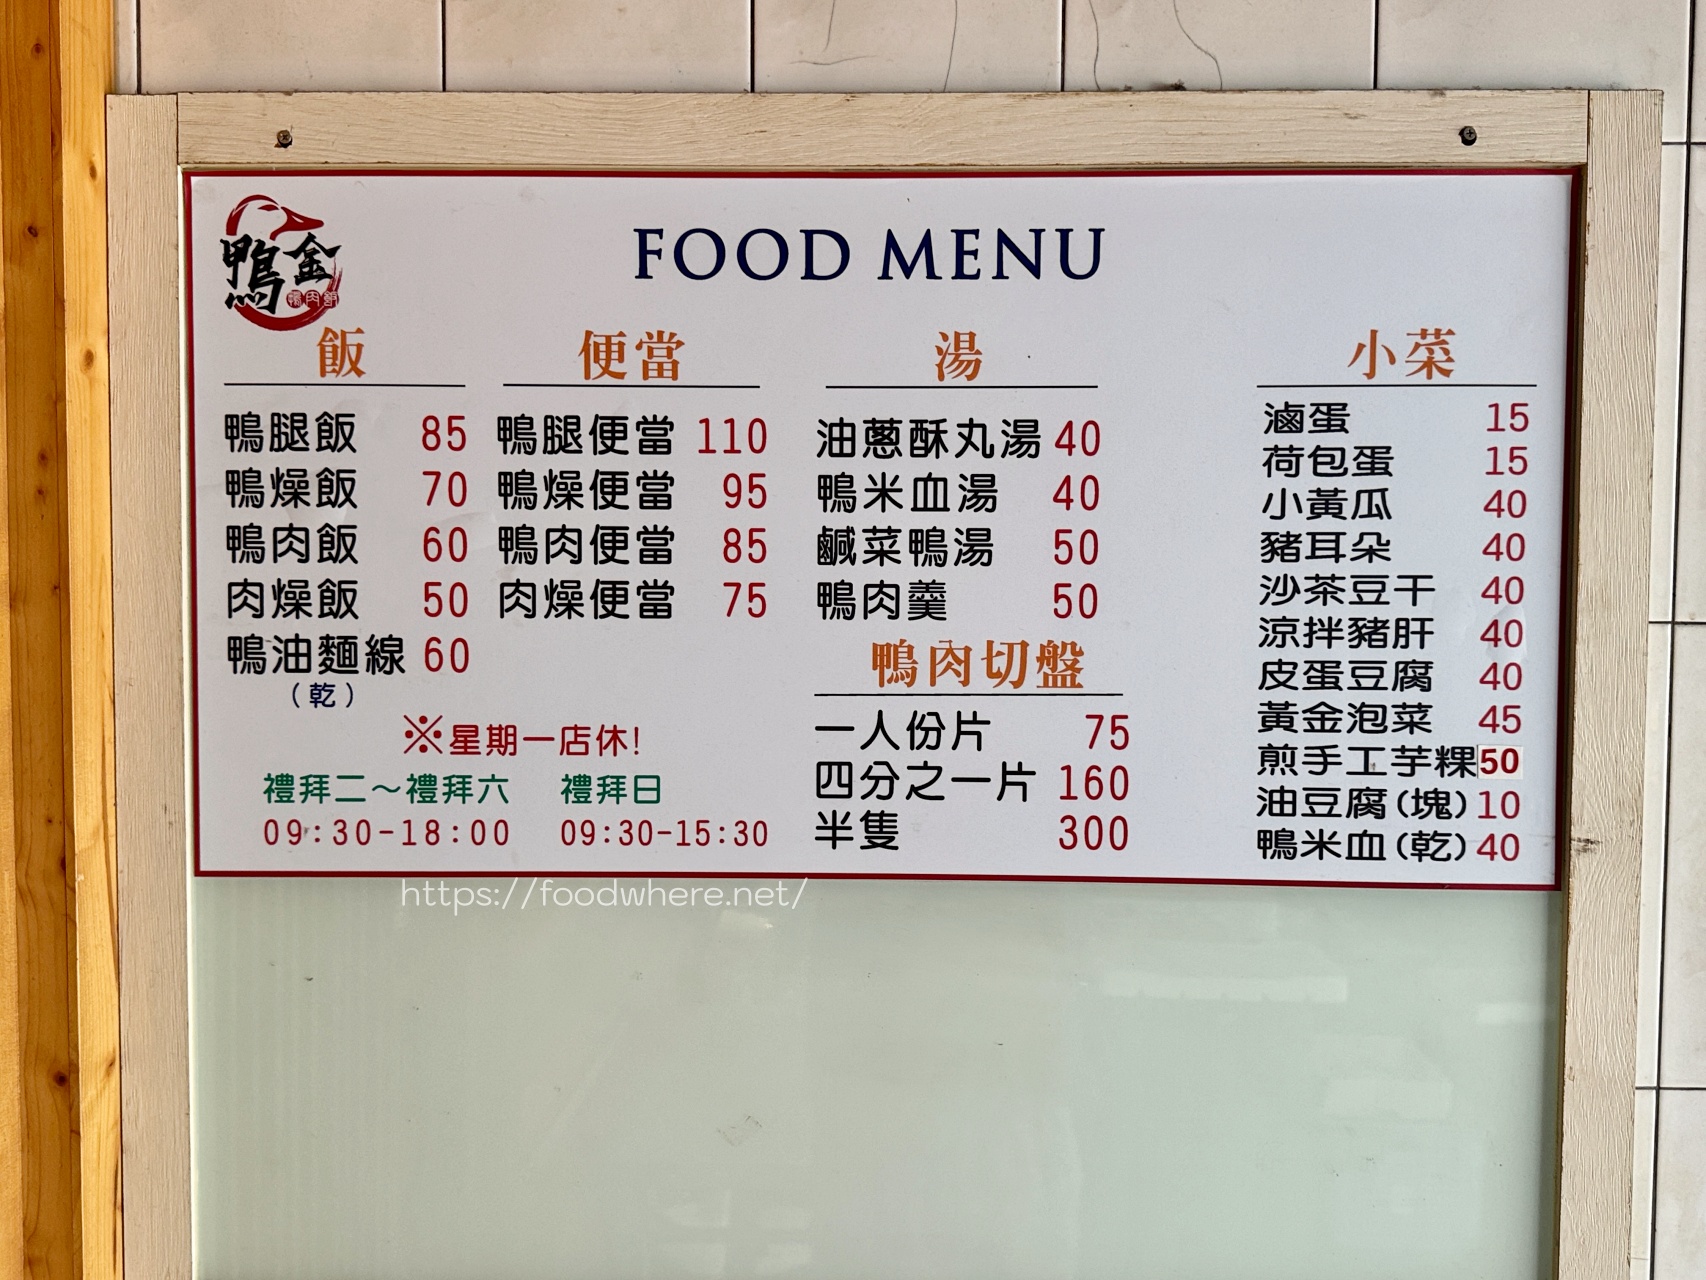 鴨金
鴨肉飯
FOOD MENU
飯
鴨腿飯 85
鴨燥飯 70
鴨肉飯 60
肉燥飯 50
鴨油麵線 60
(乾)
便當
鴨腿便當 110
鴨燥便當 95
鴨肉便當 85
肉燥便當 75
※星期一店休!
禮拜二～禮拜六 禮拜日
09:30-18:00 09:30-15:30
湯
油蔥酥丸湯 40
鴨米血湯 40
鹹菜鴨湯 50
鴨肉羹 50
鴨肉切盤
一人份片 75
四分之一片 160
半隻 300
小菜
滷蛋 15
荷包蛋 15
小黃瓜 40
豬耳朵 40
沙茶豆干 40
涼拌豬肝 40
皮蛋豆腐 40
黃金泡菜 45
煎手工芋粿 50
油豆腐(塊) 10
鴨米血(乾) 40
https://foodwhere.net/